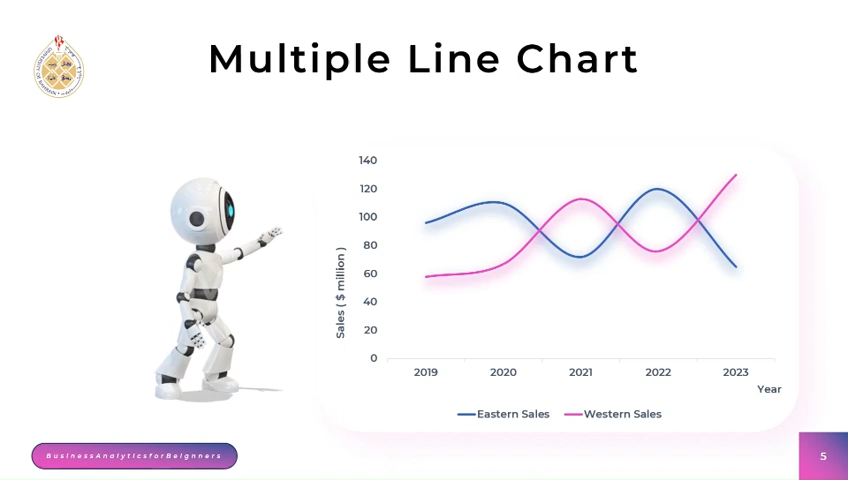 Multiple Line Chart
140
120
100
80
60
40
20
0
Sales ( $ million )
2019 2020 2021 2022 2023
Year
Eastern Sales Western Sales
BusinessAnalyticsforBeignners
5